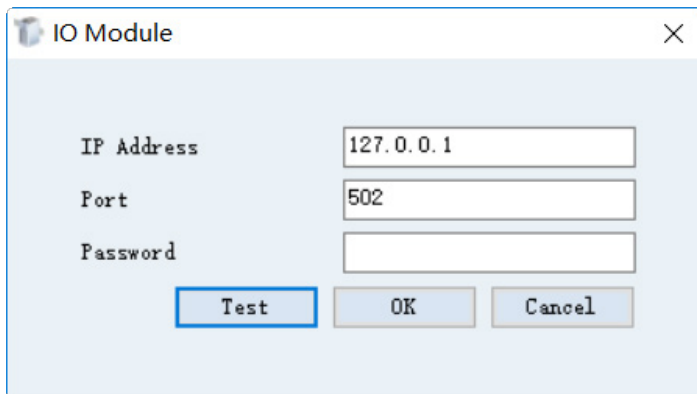 IO Module
IP Address 127.0.0.1
Port 502
Password
Test OK Cancel